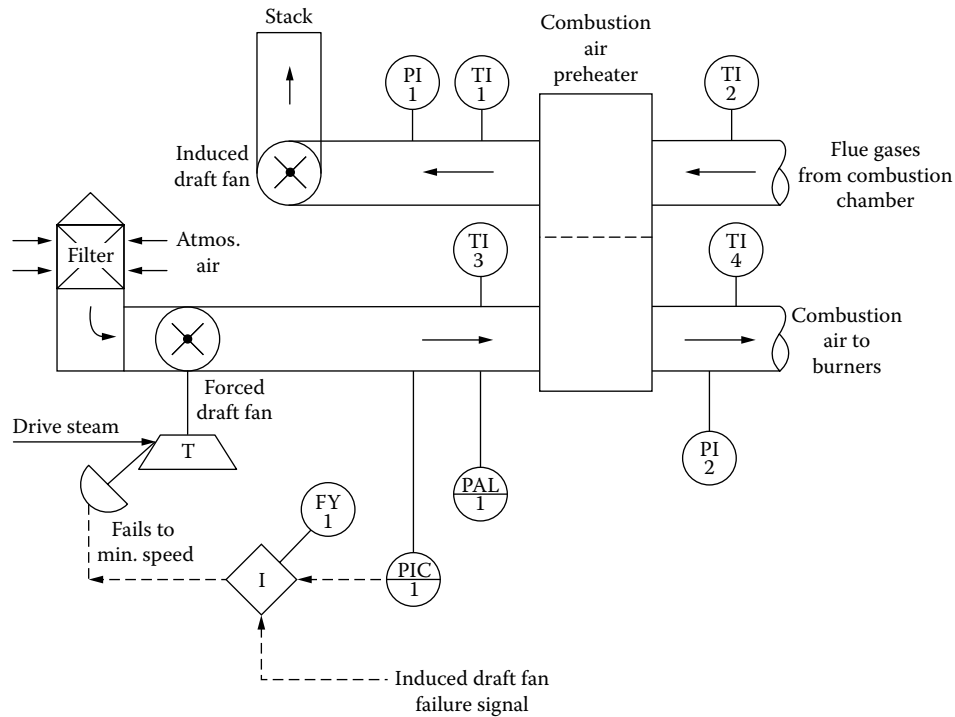 Stack
Combustion
air
preheater
PI
1
TI
1
TI
2
Induced
draft fan
Flue gases
from combustion
chamber
Filter
Atmos.
air
TI
3
TI
4
Combustion
air to
burners
Forced
draft fan
Drive steam
T
PI
2
PAL
1
FY
1
Fails to
min. speed
I
PIC
1
Induced draft fan
failure signal